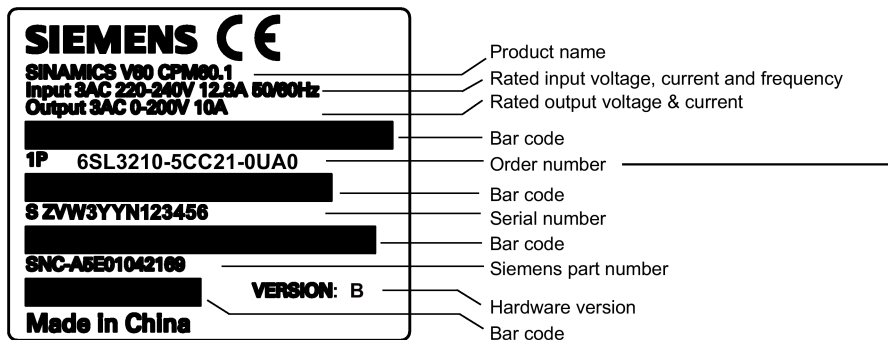 SIEMENS CE
SINAMICS V60 CPM60.1
Input 3AC 220-240V 12.8A 50/60Hz
Output 3AC 0-200V 10A
1P 6SL3210-5CC21-0UA0
S ZVW3YYN123456
SNC-A5E01042169
VERSION: B
Made in China
Product name
Rated input voltage, current and frequency
Rated output voltage & current
Bar code
Order number
Bar code
Serial number
Bar code
Siemens part number
Hardware version
Bar code